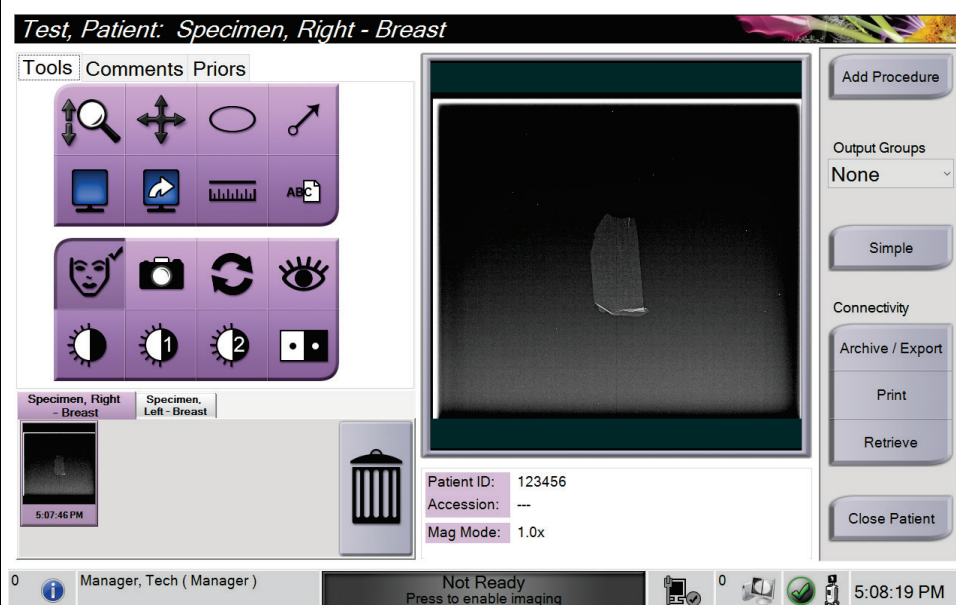 Test, Patient: Specimen, Right - Breast
Tools Comments Priors
ABC
1
2
Specimen, Right
- Breast
Specimen,
Left - Breast
5:07:46 PM
Patient ID: 123456
Accession: ---
Mag Mode: 1.0x
Add Procedure
Output Groups
None
Simple
Connectivity
Archive / Export
Print
Retrieve
Close Patient
0
i
Manager, Tech ( Manager )
Not Ready
Press to enable imaging
0
5:08:19 PM